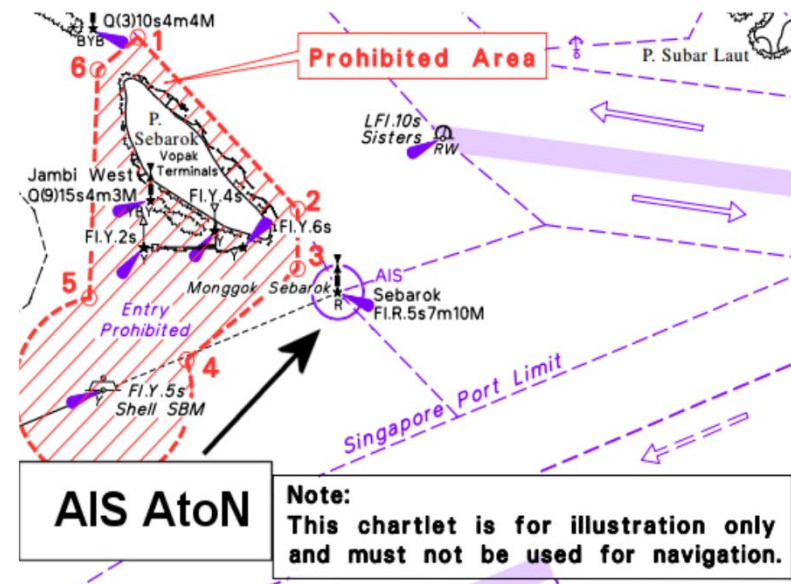 Q(3)10s4m4M
BYB
1
6
Prohibited Area
P. Subar Laut
P.
Sebarok
Vopak
Terminals
LFl.10s
Sisters
RW
Jambi West
Q(9)15s4m3M
YBY
Fl.Y.4s
Fl.Y.2s
Y
Y
Y
Fl.Y.6s
2
3
5
Monggok Sebarok
AIS
Sebarok
Fl.R.5s7m10M
R
Entry
Prohibited
4
Fl.Y.5s
Y
Shell SBM
Singapore Port Limit
AIS AtoN
Note:
This chartlet is for illustration only
and must not be used for navigation.